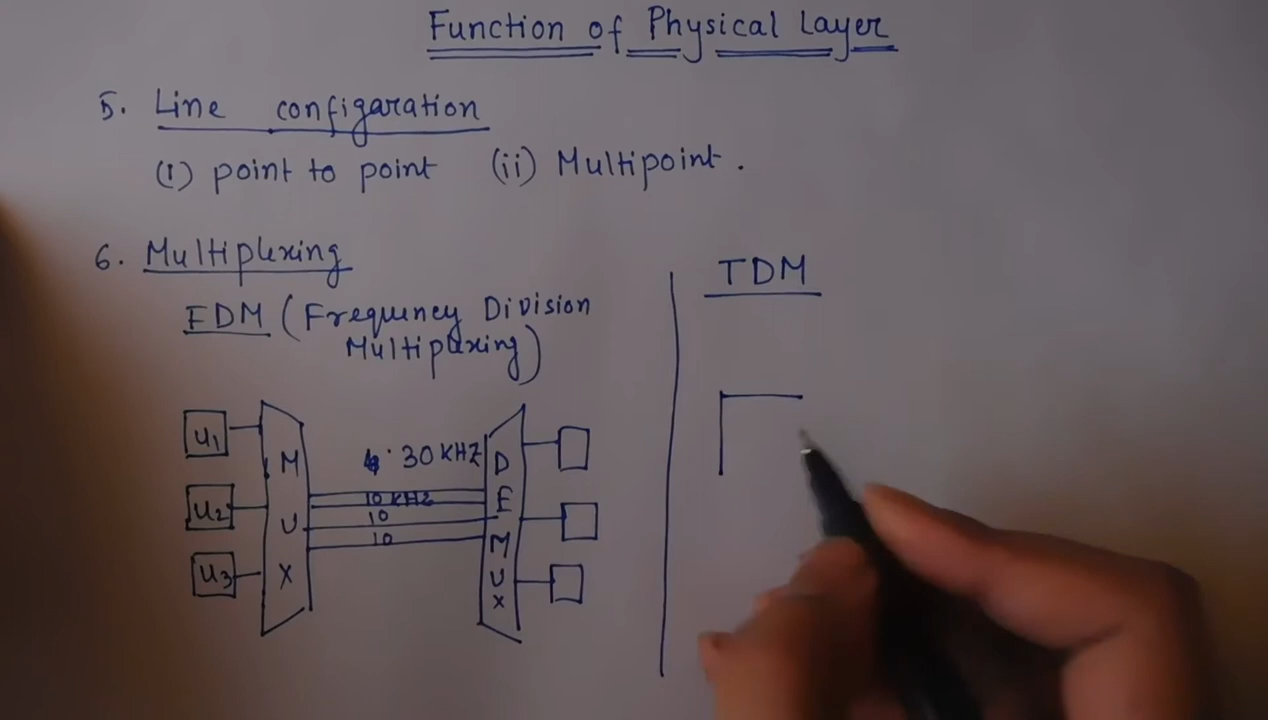 Function of Physical Layer
5. Line configaration
(i) point to point (ii) Multipoint.
6. Multiplexing
FDM (Frequency Division
Multiplexing)
U1
U2
U3
M
U
X
30 KHZ
10 KHZ
10
10
D
E
M
U
X
TDM